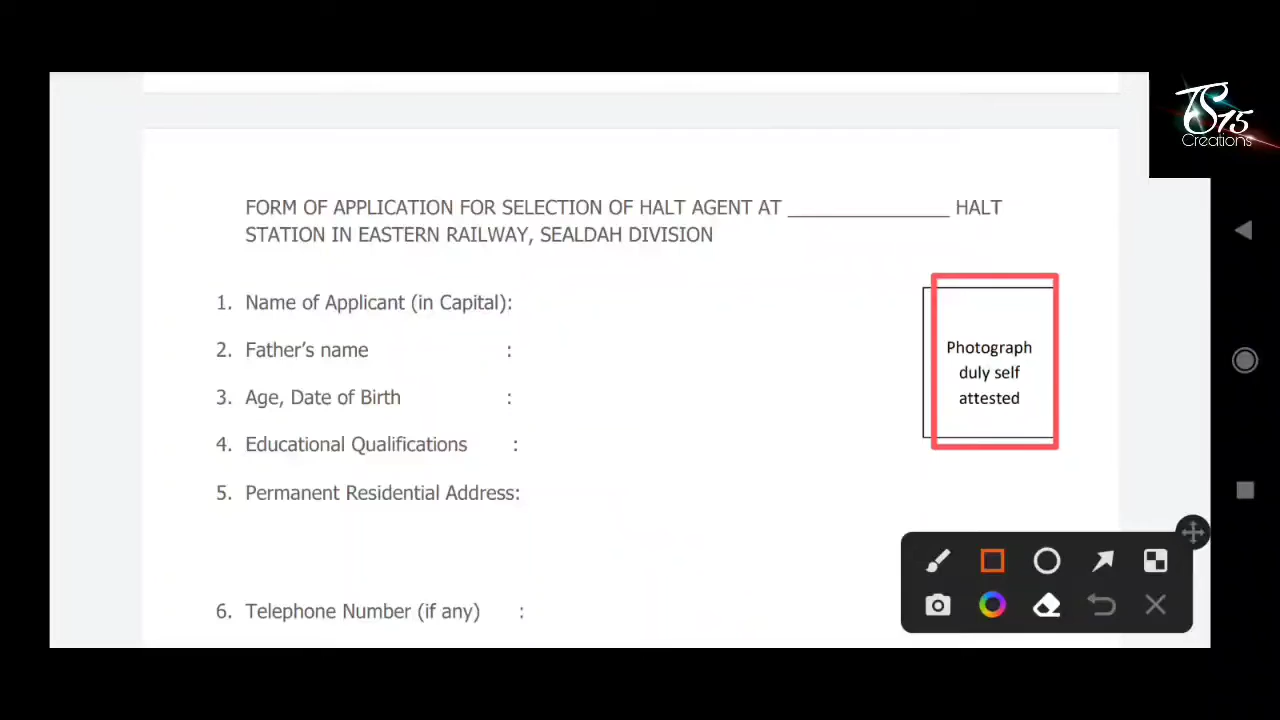 TS15
Creations
FORM OF APPLICATION FOR SELECTION OF HALT AGENT AT _______________ HALT
STATION IN EASTERN RAILWAY, SEALDAH DIVISION
1. Name of Applicant (in Capital):
2. Father’s name :
3. Age, Date of Birth :
4. Educational Qualifications :
5. Permanent Residential Address:
6. Telephone Number (if any) :
Photograph
duly self
attested